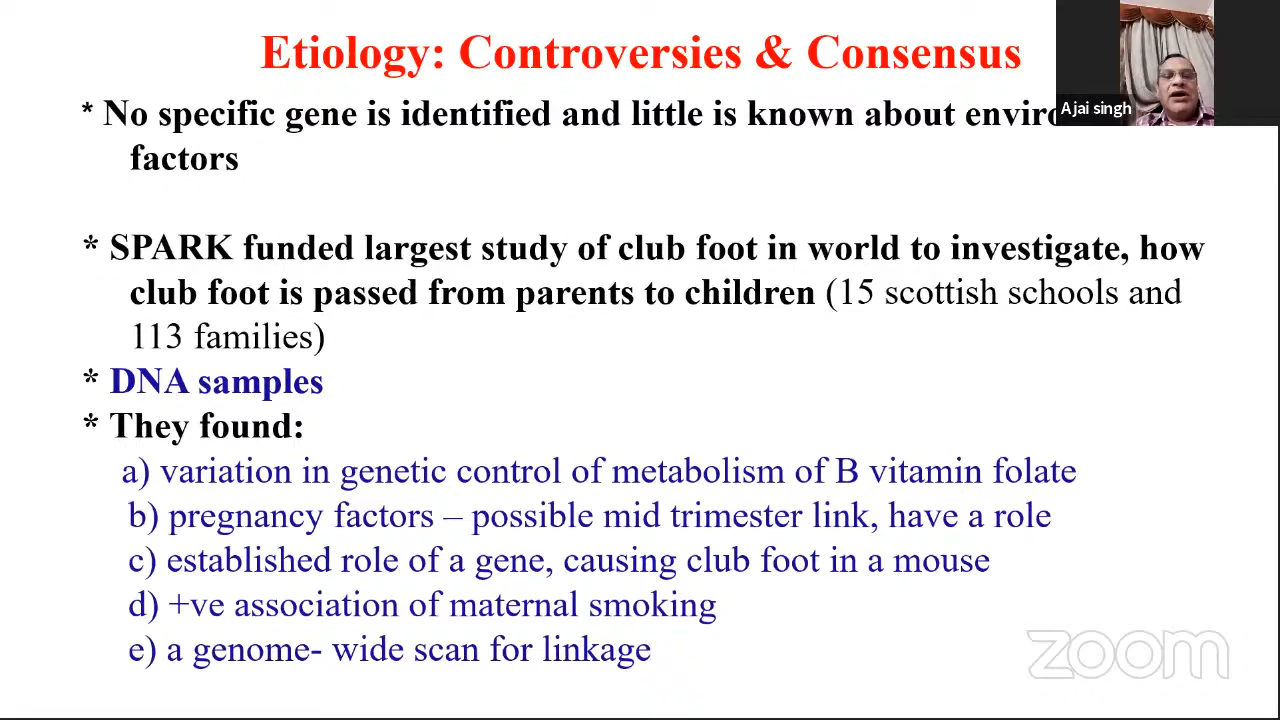 Etiology: Controversies & Consensus
* No specific gene is identified and little is known about
factors
* SPARK funded largest study of club foot in world to investigate, how
club foot is passed from parents to children (15 scottish schools and
113 families)
* DNA samples
* They found:
a) variation in genetic control of metabolism of B vitamin folate
b) pregnancy factors – possible mid trimester link, have a role
c) established role of a gene, causing club foot in a mouse
d) +ve association of maternal smoking
e) a genome- wide scan for linkage
Ajai singh
zoom